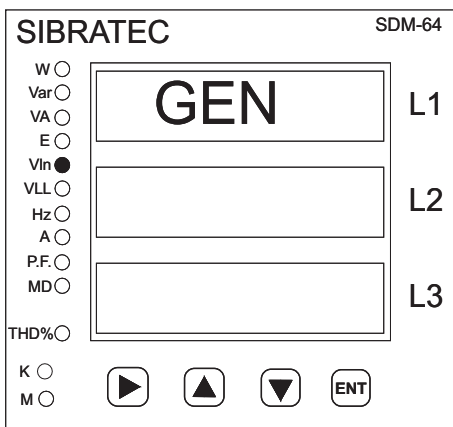 SIBRATEC SDM-64
W
Var
VA
E
Vln
VLL
Hz
A
P.F.
MD
THD%
K
M
GEN
L1
L2
L3
ENT